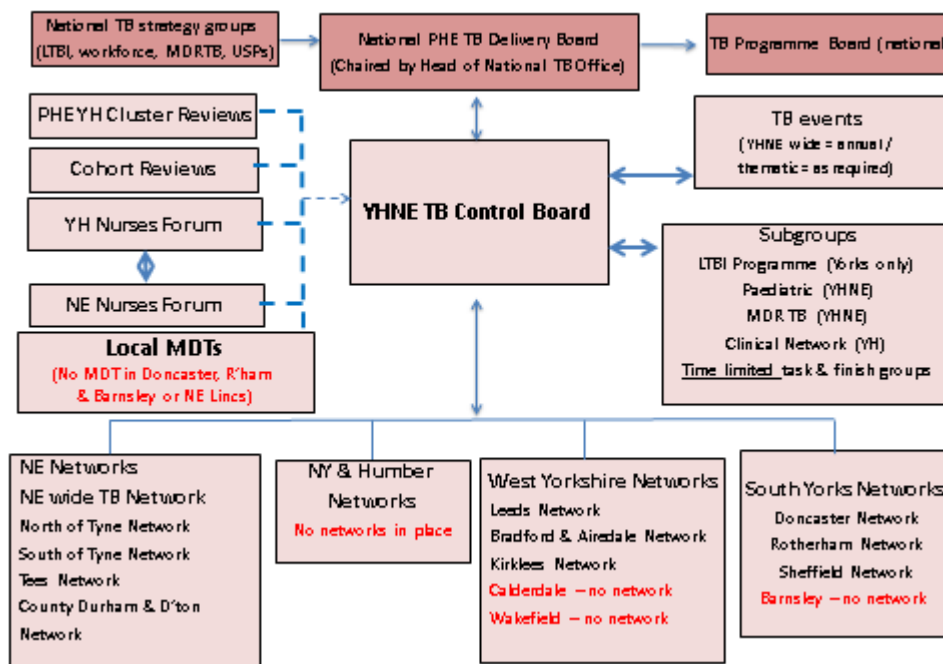 National TB strategy groups
(LTBI, workforce, MDRTB, USPs)
National PHE TB Delivery Board
(Chaired by Head of National TB Office)
TB Programme Board (national
PHE YH Cluster Reviews
Cohort Reviews
YH Nurses Forum
NE Nurses Forum
Local MDTs
(No MDT in Doncaster, R'ham
& Barnsley or NE Lincs)
YHNE TB Control Board
TB events
(YHNE wide = annual /
thematic = as required)
Subgroups
LTBI Programme (Yorks only)
Paediatric (YHNE)
MDR TB (YHNE)
Clinical Network (YH)
Time limited task & finish groups
NE Networks
NE wide TB Network
North of Tyne Network
South of Tyne Network
Tees Network
County Durham & D'ton
Network
NY & Humber
Networks
No networks in place
West Yorkshire Networks
Leeds Network
Bradford & Airedale Network
Kirklees Network
Calderdale – no network
Wakefield – no network
South Yorks Networks
Doncaster Network
Rotherham Network
Sheffield Network
Barnsley – no network